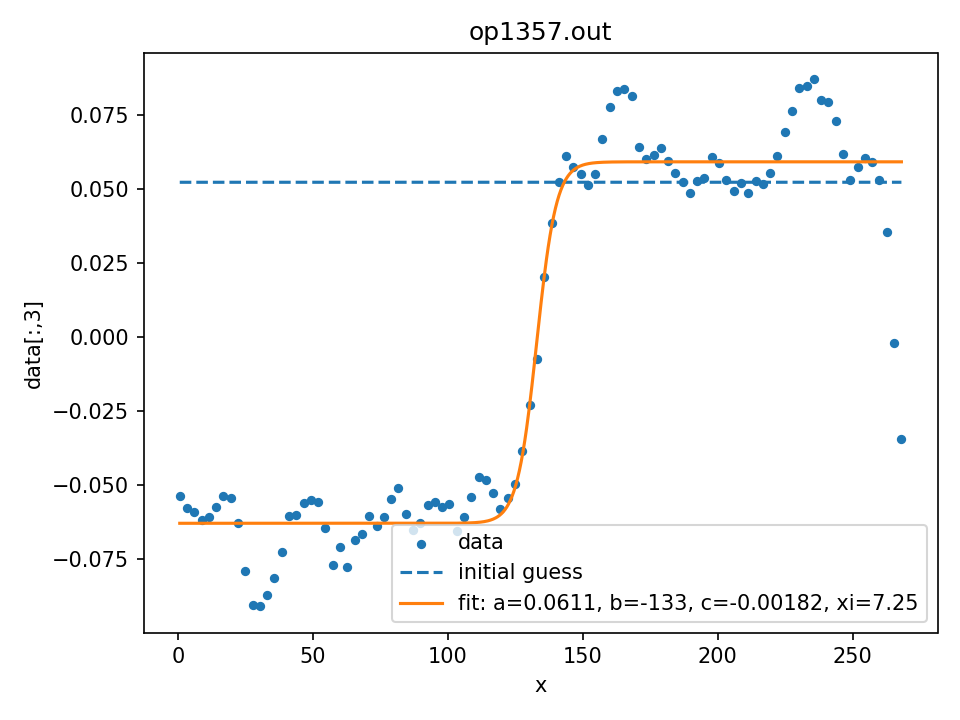 op1357.out
0.075
0.050
0.025
0.000
−0.025
−0.050
−0.075
data[:,3]
data
initial guess
fit: a=0.0611, b=-133, c=-0.00182, xi=7.25
0 50 100 150 200 250
x